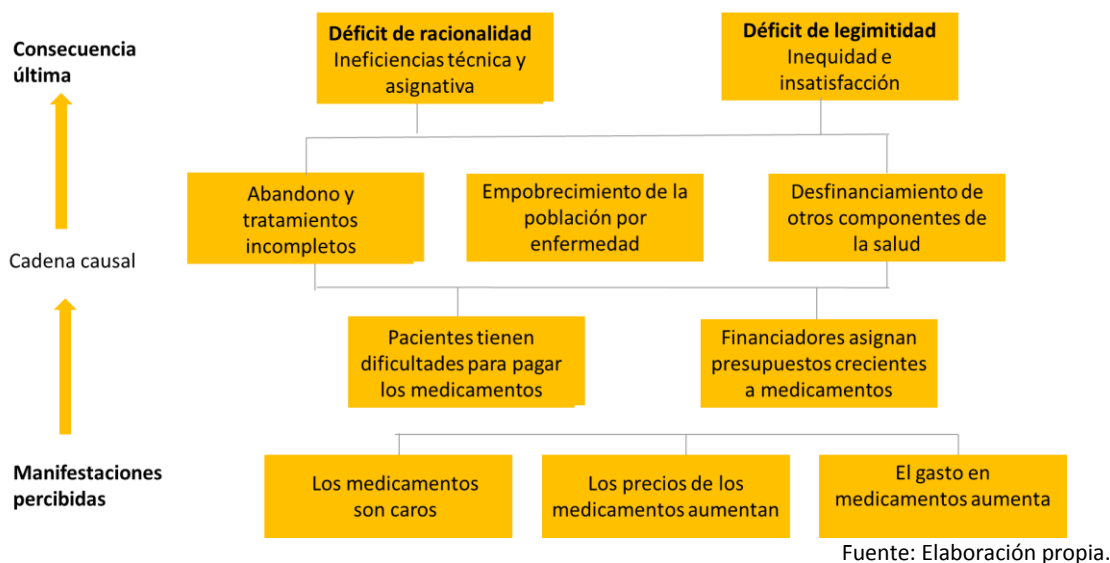 Consecuencia
última
Déficit de racionalidad
Ineficiencias técnica y
asignativa
Déficit de legimitidad
Inequidad e
insatisfacción
Cadena causal
Abandono y
tratamientos
incompletos
Empobrecimiento de la
población por
enfermedad
Desfinanciamiento de
otros componentes de
la salud
Pacientes tienen
dificultades para pagar
los medicamentos
Financiadores asignan
presupuestos crecientes
a medicamentos
Manifestaciones
percibidas
Los medicamentos
son caros
Los precios de los
medicamentos aumentan
El gasto en
medicamentos aumenta
Fuente: Elaboración propia.